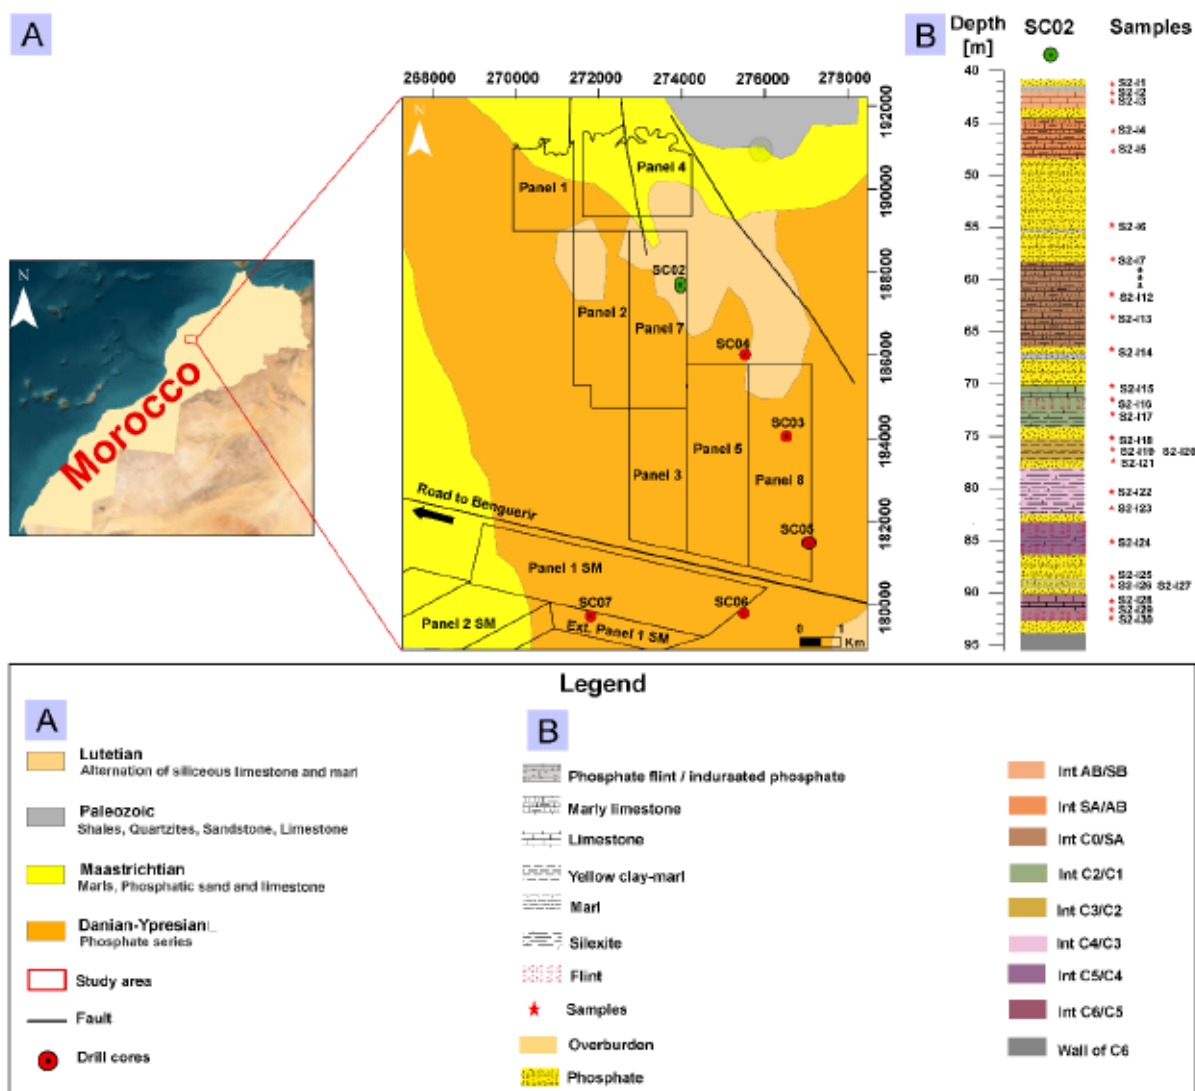 A
N
268000 270000 272000 274000 276000 278000
192000
190000
188000
186000
184000
182000
180000
N
Morocco
Panel 1
Panel 4
SC02
Panel 2
Panel 7
SC04
SC03
Panel 5
Panel 3
Panel 8
Road to Benguerir
SC05
Panel 1 SM
SC07
SC06
Panel 2 SM
Ext. Panel 1 SM
0 1
Km
B
Depth SC02 Samples
[m]
40
45
50
55
60
65
70
75
80
85
90
95
S2-I1
S2-I2
S2-I3
S2-I4
S2-I5
S2-I6
S2-I7
S2-I12
S2-I13
S2-I14
S2-I15
S2-I16
S2-I17
S2-I18
S2-I19 S2-I20
S2-I21
S2-I22
S2-I23
S2-I24
S2-I25
S2-I26 S2-I27
S2-I28
S2-I29
S2-I30
Legend
A
Lutetian
Alternation of siliceous limestone and marl
Paleozoic
Shales, Quartzites, Sandstone, Limestone
Maastrichtian
Marls, Phosphatic sand and limestone
Danian-Ypresian
Phosphate series
Study area
Fault
Drill cores
B
Phosphate flint / indursated phosphate
Marly limestone
Limestone
Yellow clay-marl
Marl
Silexite
Flint
Samples
Overburden
Phosphate
Int AB/SB
Int SA/AB
Int C0/SA
Int C2/C1
Int C3/C2
Int C4/C3
Int C5/C4
Int C6/C5
Wall of C6